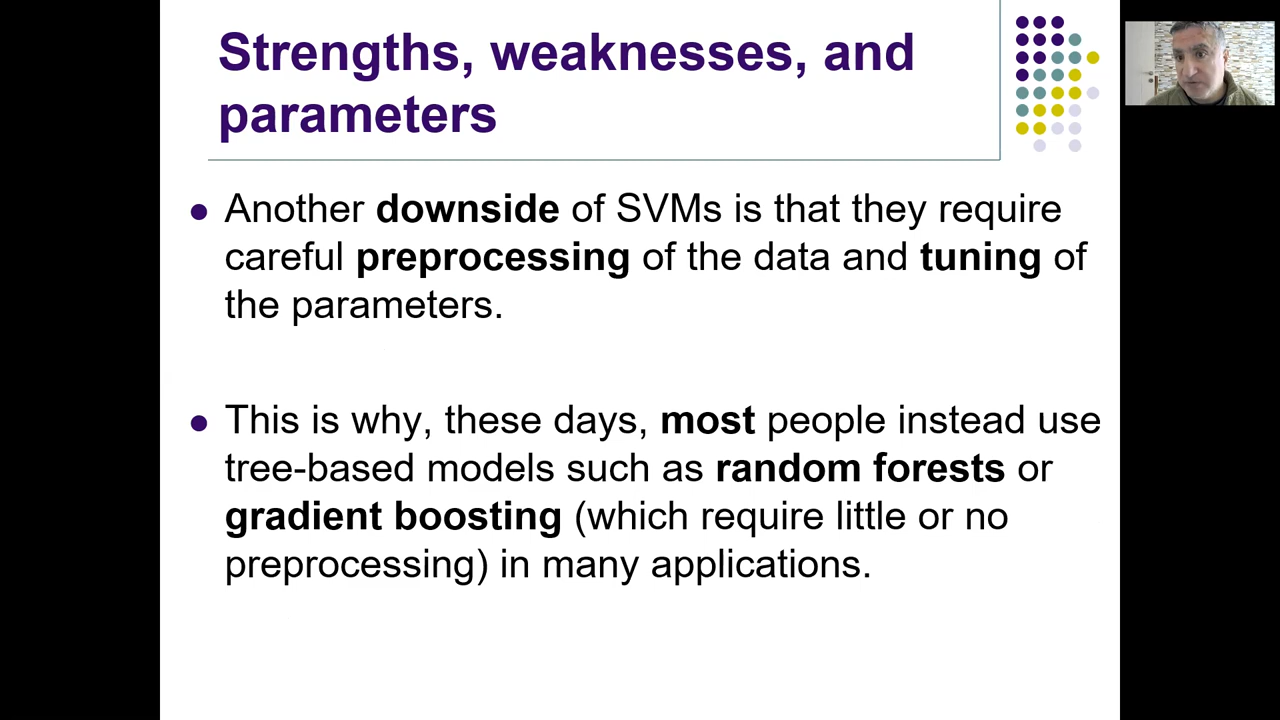 Strengths, weaknesses, and
parameters
Another downside of SVMs is that they require
careful preprocessing of the data and tuning of
the parameters.
This is why, these days, most people instead use
tree-based models such as random forests or
gradient boosting (which require little or no
preprocessing) in many applications.